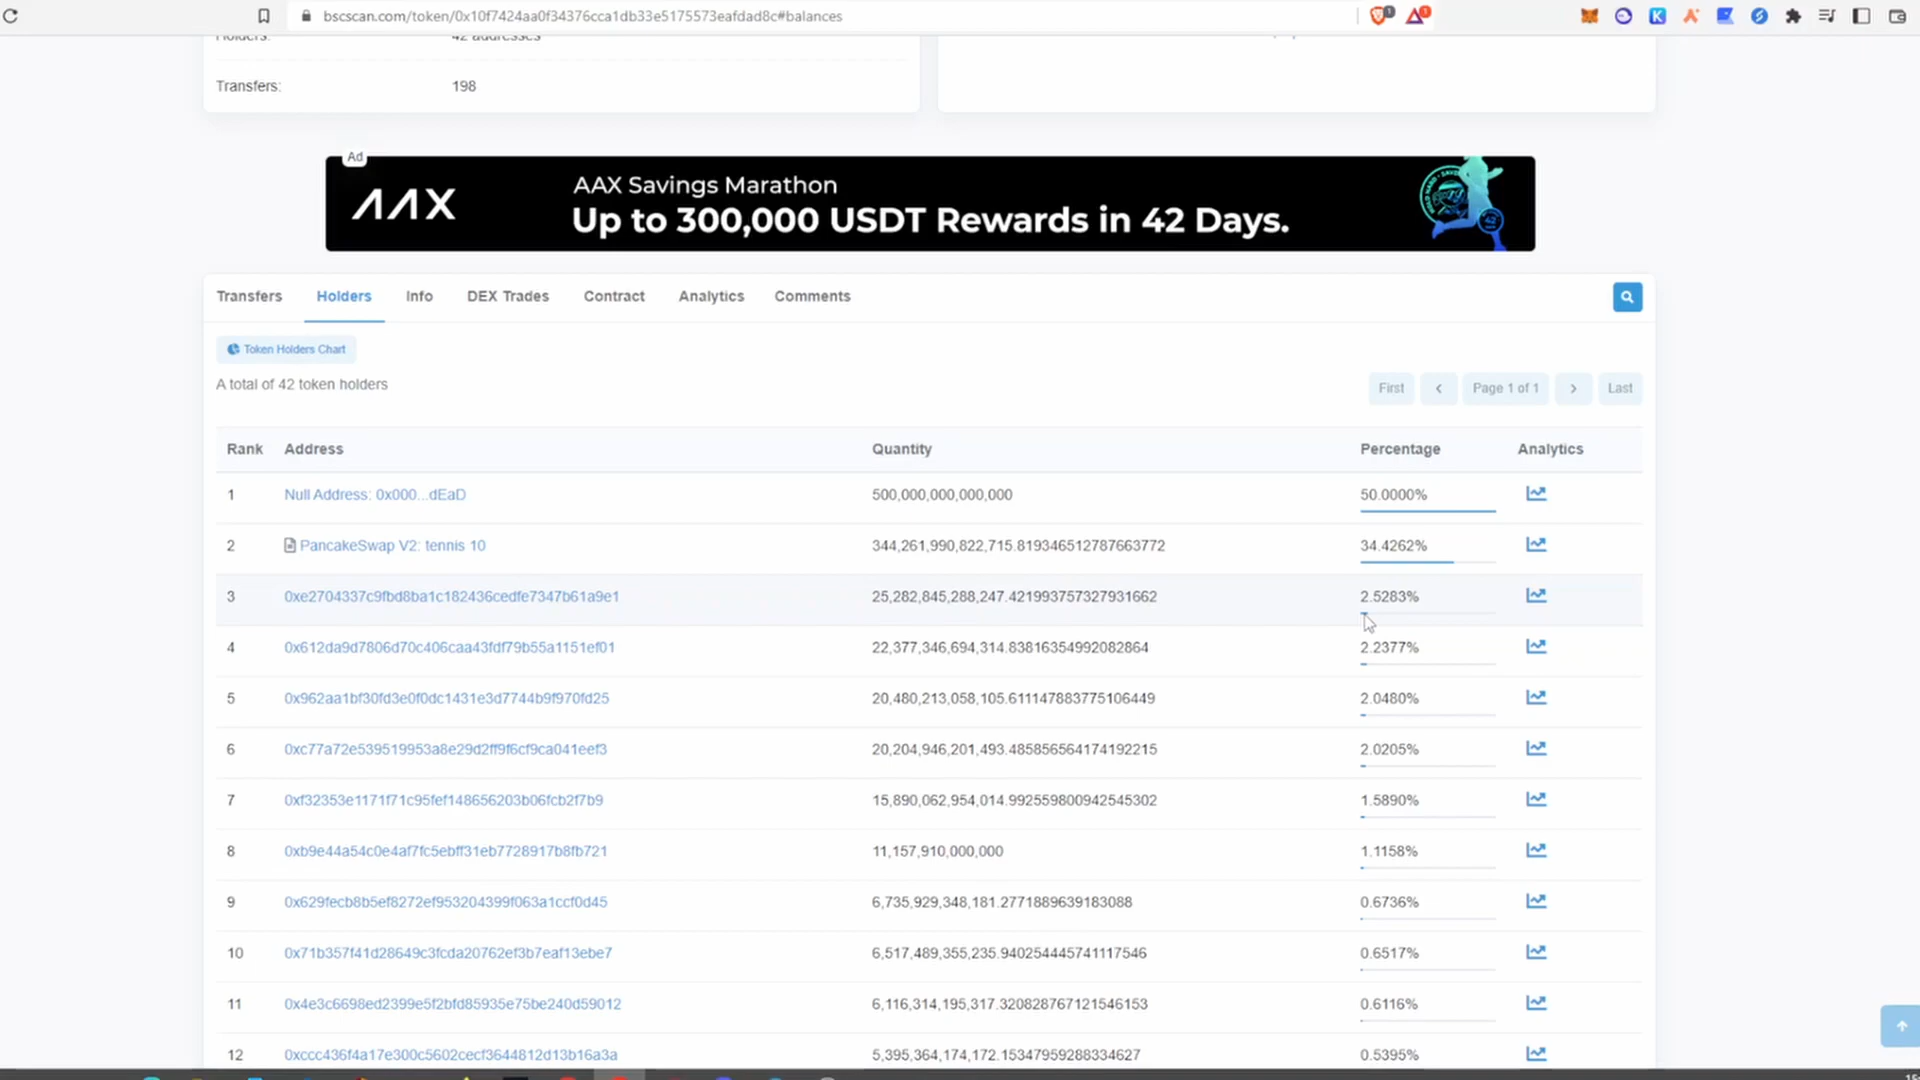 bscscan.com/token/0x10f7424aa0f34376cca1db33e5175573eafdad8c#balances
Holders: 42 addresses
Transfers: 198
Ad
AAX AAX Savings Marathon
Up to 300,000 USDT Rewards in 42 Days.
Transfers Holders Info DEX Trades Contract Analytics Comments
Token Holders Chart
A total of 42 token holders
First Page 1 of 1 Last
Rank Address Quantity Percentage Analytics
1 Null Address: 0x000...dEaD 500,000,000,000,000 50.0000%
2 PancakeSwap V2: tennis 10 344,261,990,822,715.819346512787663772 34.4262%
3 0xe2704337c9fbd8ba1c182436cedfe7347b61a9e1 25,282,845,288,247.421993757327931662 2.5283%
4 0x612da9d7806d70c406caa43fdf79b55a1151ef01 22,377,346,694,314.83816354992082864 2.2377%
5 0x962aa1bf30fd3e0f0dc1431e3d7744b9f970fd25 20,480,213,058,105.611147883775106449 2.0480%
6 0xc77a72e539519953a8e29d2ff9f6cf9ca041eef3 20,204,946,201,493.485856564174192215 2.0205%
7 0xf32353e1171f71c95fef148656203b06fcb2f7b9 15,890,062,954,014.992559800942545302 1.5890%
8 0xb9e44a54c0e4af7fc5ebff31eb7728917b8fb721 11,157,910,000,000 1.1158%
9 0x629fecb8b5ef8272ef953204399f063a1ccf0d45 6,735,929,348,181.2771889639183088 0.6736%
10 0x71b357f41d28649c3fcda20762ef3b7eaf13ebe7 6,517,489,355,235.940254445741117546 0.6517%
11 0x4e3c6698ed2399e5f2bfd85935e75be240d59012 6,116,314,195,317.320828767121546153 0.6116%
12 0xccc436f4a17e300c5602cecf3644812d13b16a3a 5,395,364,174,172.15347959288334627 0.5395%